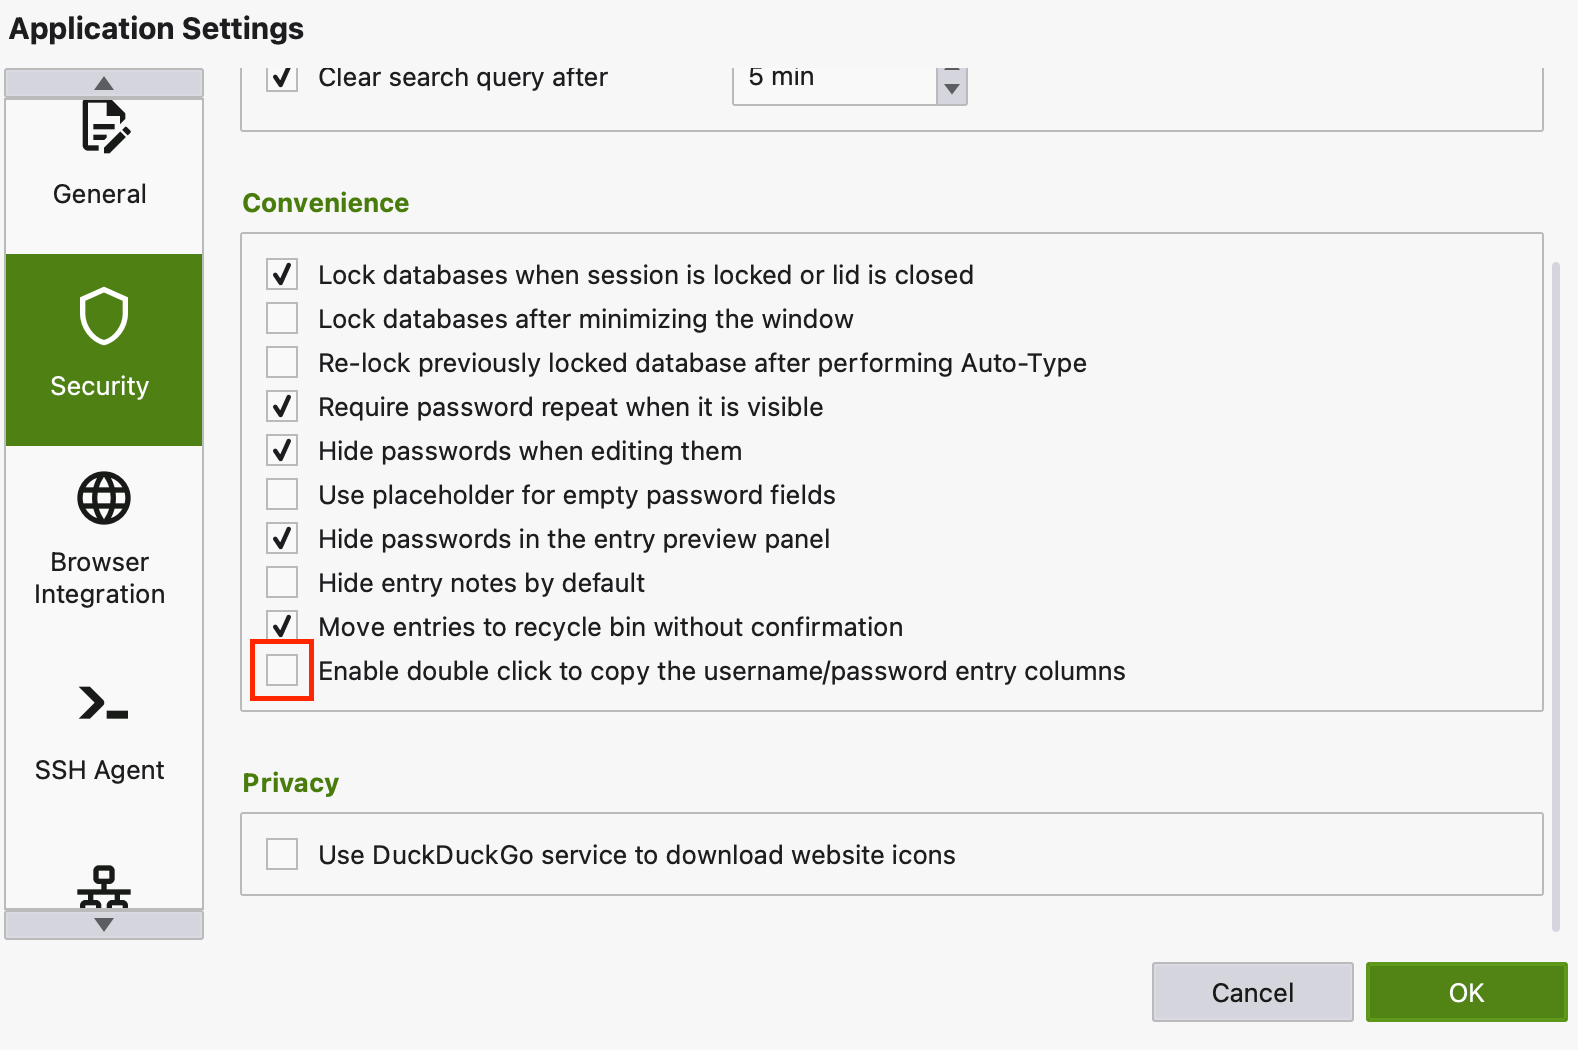 Application Settings
Clear search query after
5 min
General
Security
Browser
Integration
SSH Agent
Convenience
Lock databases when session is locked or lid is closed
Lock databases after minimizing the window
Re-lock previously locked database after performing Auto-Type
Require password repeat when it is visible
Hide passwords when editing them
Use placeholder for empty password fields
Hide passwords in the entry preview panel
Hide entry notes by default
Move entries to recycle bin without confirmation
Enable double click to copy the username/password entry columns
Privacy
Use DuckDuckGo service to download website icons
Cancel
OK